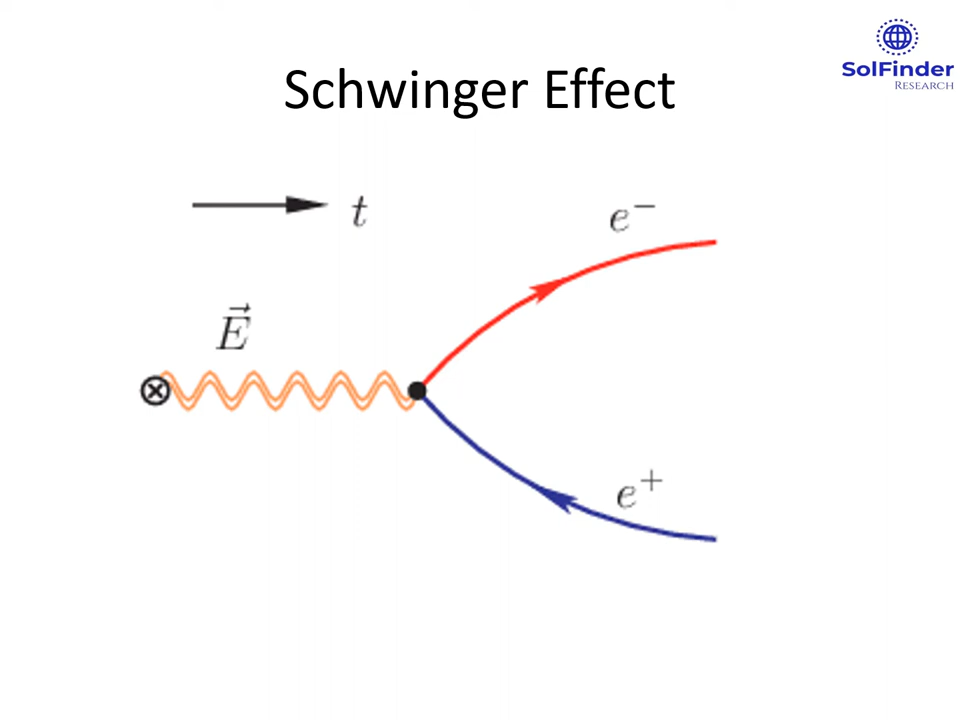 SolFinder
RESEARCH
Schwinger Effect
t
e⁻
E⃗
e⁺